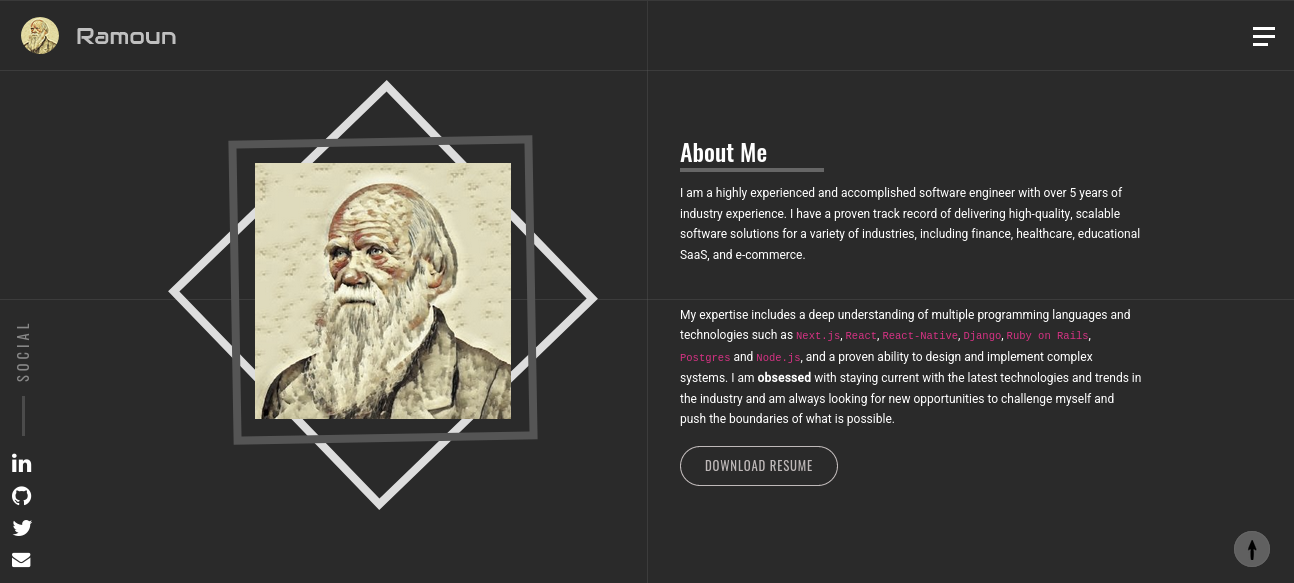 Ramoun
About Me
I am a highly experienced and accomplished software engineer with over 5 years of
industry experience. I have a proven track record of delivering high-quality, scalable
software solutions for a variety of industries, including finance, healthcare, educational
SaaS, and e-commerce.
My expertise includes a deep understanding of multiple programming languages and
technologies such as Next.js, React, React-Native, Django, Ruby on Rails,
Postgres and Node.js, and a proven ability to design and implement complex
systems. I am obsessed with staying current with the latest technologies and trends in
the industry and am always looking for new opportunities to challenge myself and
push the boundaries of what is possible.
DOWNLOAD RESUME
SOCIAL